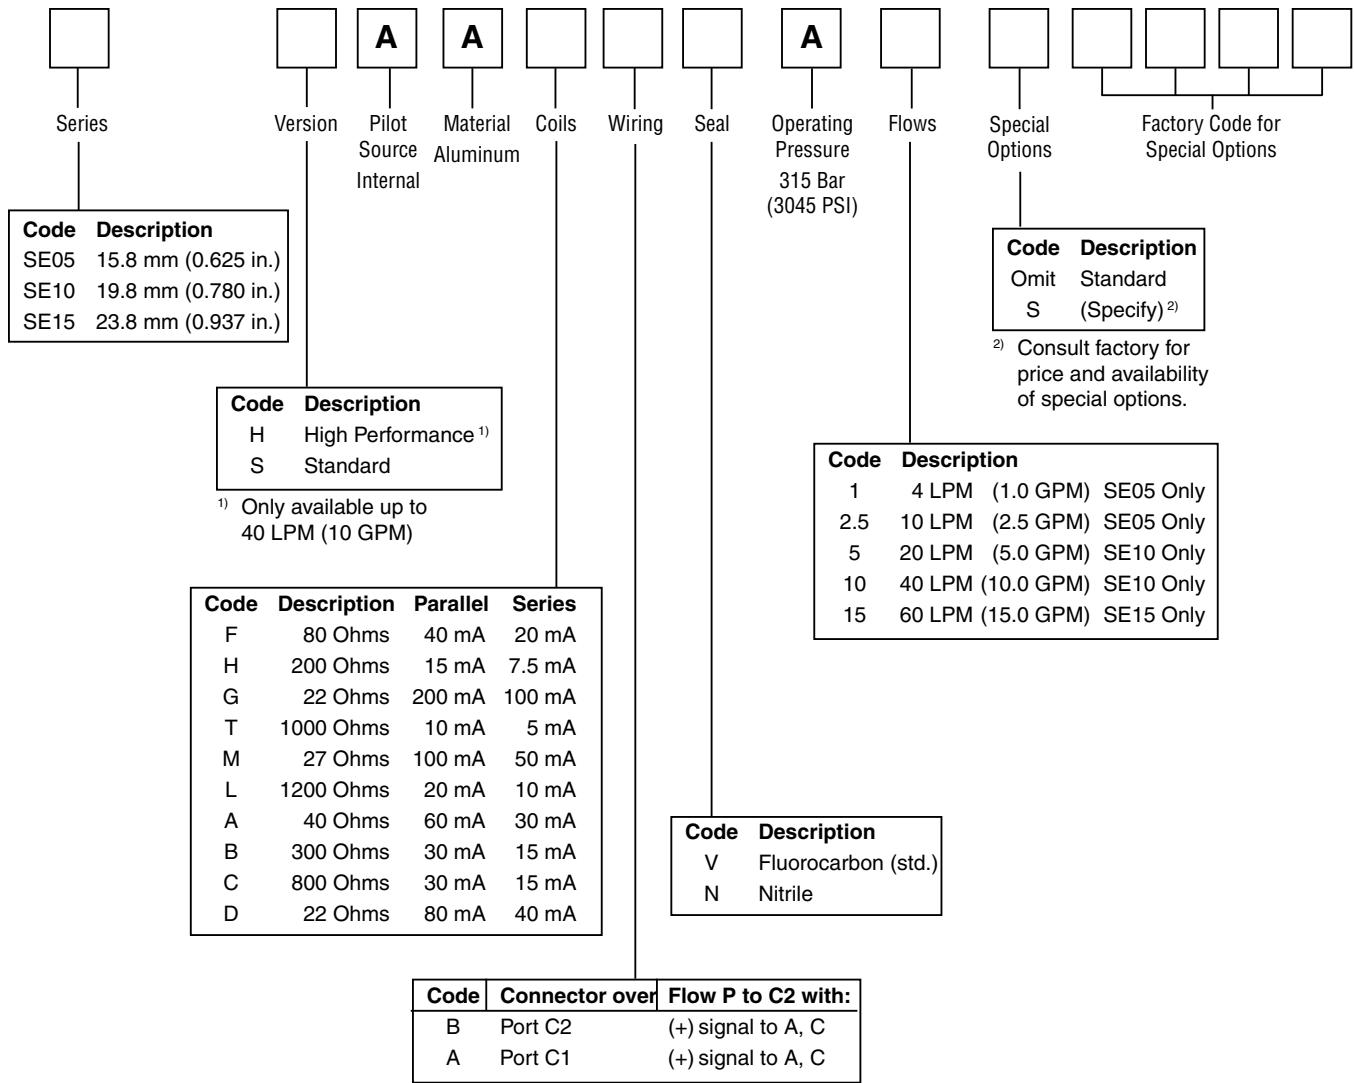 A A A
Series
Version
Pilot
Source
Internal
Material
Aluminum
Coils
Wiring
Seal
Operating
Pressure
315 Bar
(3045 PSI)
Flows
Special
Options
Factory Code for
Special Options
Code Description
SE05 15.8 mm (0.625 in.)
SE10 19.8 mm (0.780 in.)
SE15 23.8 mm (0.937 in.)
Code Description
Omit Standard
S (Specify) 2)
2) Consult factory for
price and availability
of special options.
Code Description
H High Performance 1)
S Standard
1) Only available up to
40 LPM (10 GPM)
Code Description
1 4 LPM (1.0 GPM) SE05 Only
2.5 10 LPM (2.5 GPM) SE05 Only
5 20 LPM (5.0 GPM) SE10 Only
10 40 LPM (10.0 GPM) SE10 Only
15 60 LPM (15.0 GPM) SE15 Only
Code Description Parallel Series
F 80 Ohms 40 mA 20 mA
H 200 Ohms 15 mA 7.5 mA
G 22 Ohms 200 mA 100 mA
T 1000 Ohms 10 mA 5 mA
M 27 Ohms 100 mA 50 mA
L 1200 Ohms 20 mA 10 mA
A 40 Ohms 60 mA 30 mA
B 300 Ohms 30 mA 15 mA
C 800 Ohms 30 mA 15 mA
D 22 Ohms 80 mA 40 mA
Code Description
V Fluorocarbon (std.)
N Nitrile
Code Connector over Flow P to C2 with:
B Port C2 (+) signal to A, C
A Port C1 (+) signal to A, C